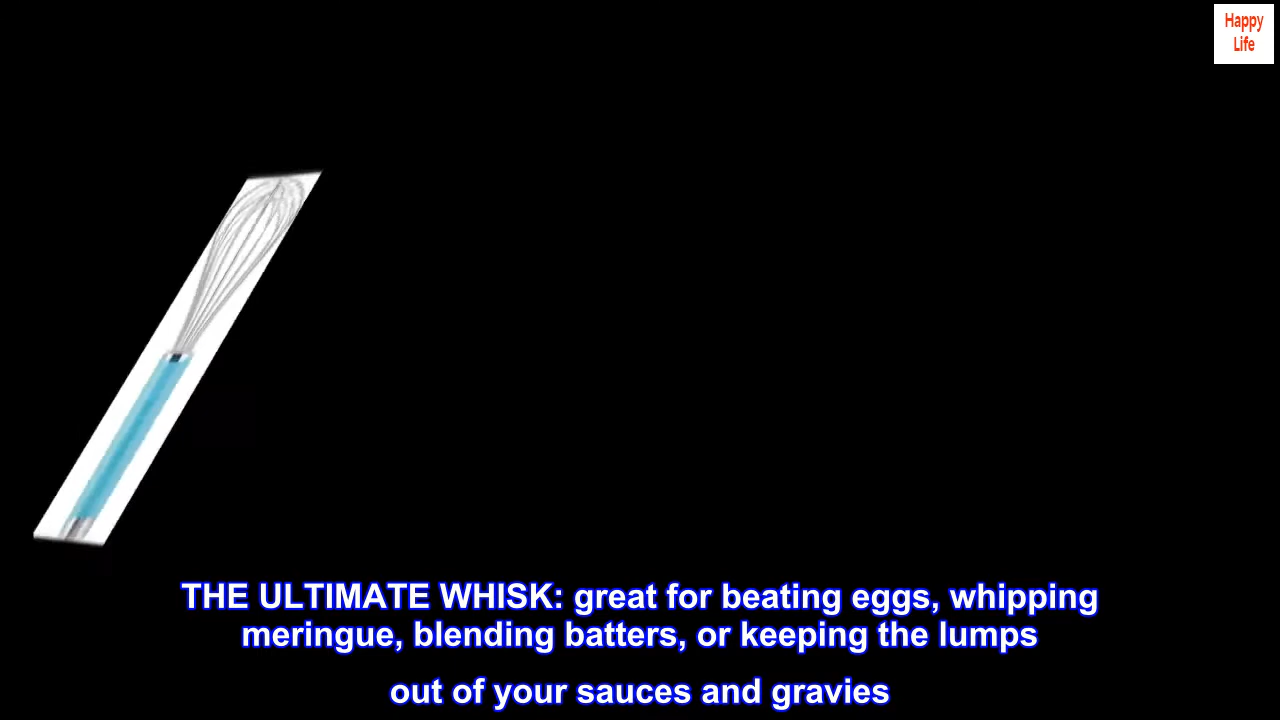 Happy
Life
THE ULTIMATE WHISK: great for beating eggs, whipping
meringue, blending batters, or keeping the lumps
out of your sauces and gravies